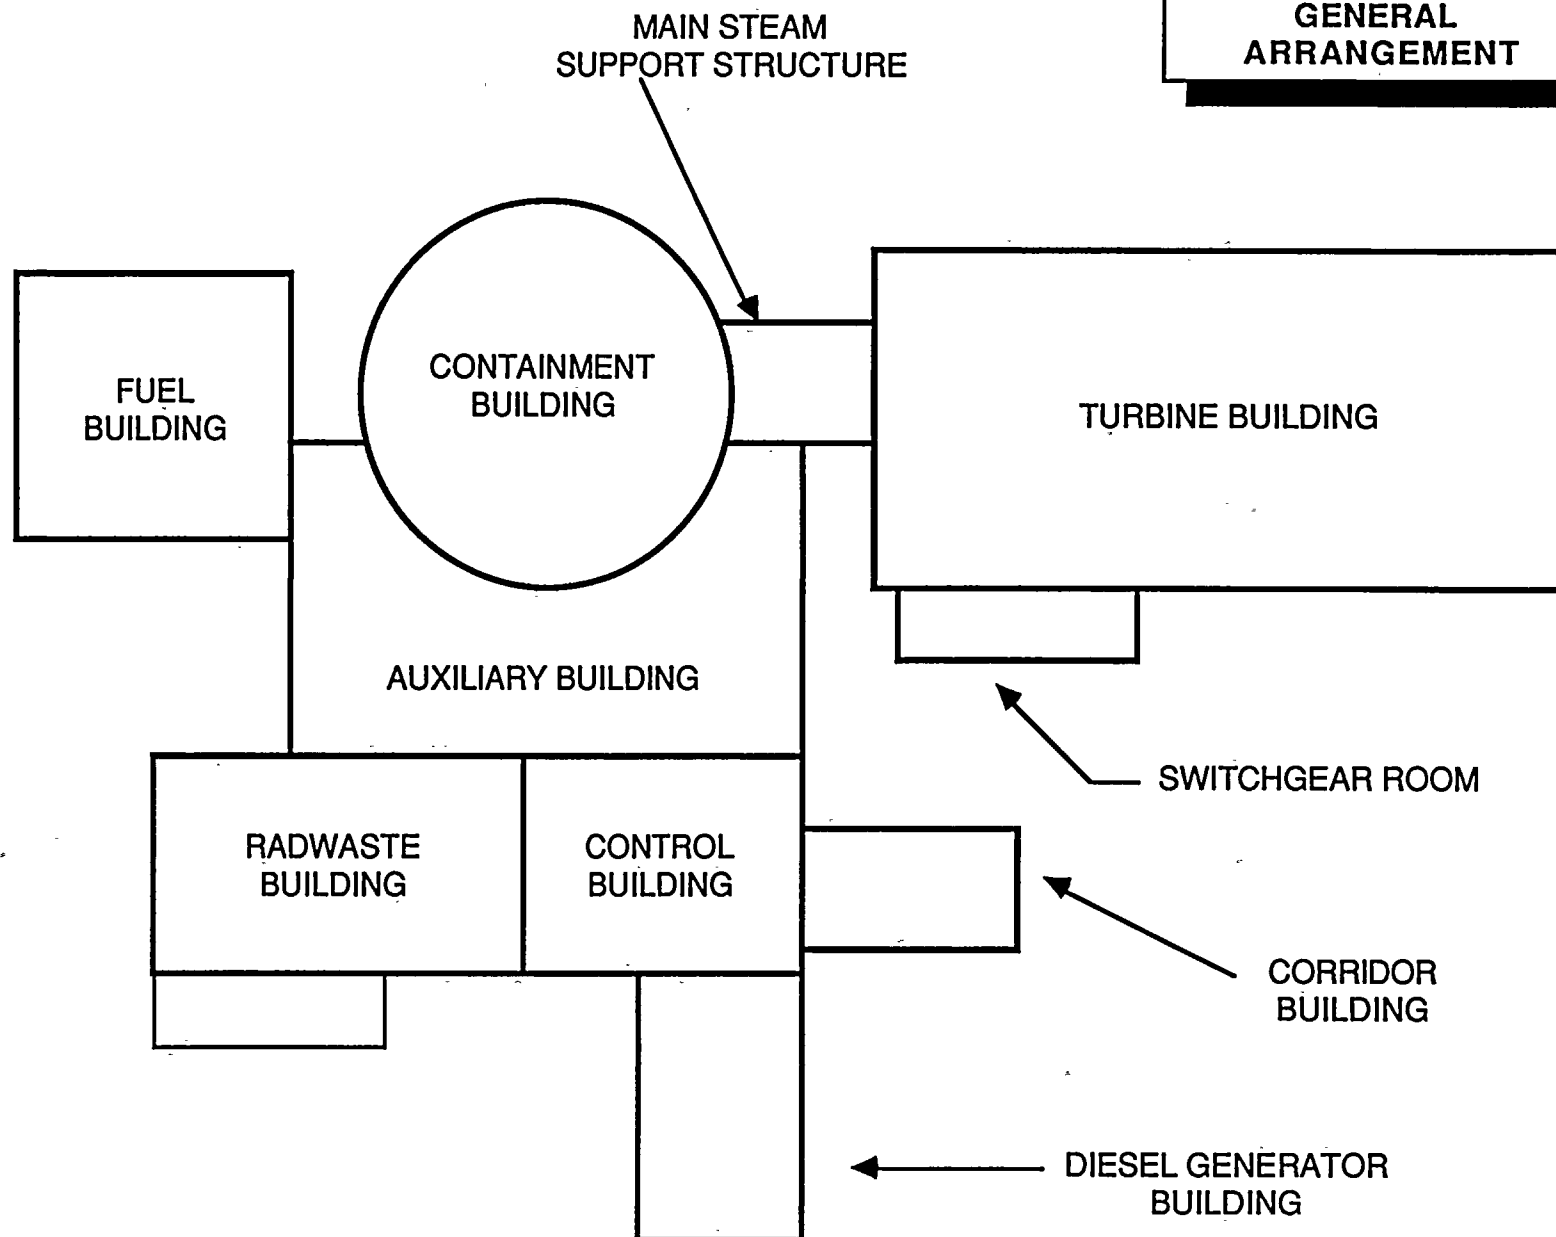 GENERAL
ARRANGEMENT
MAIN STEAM
SUPPORT STRUCTURE
FUEL
BUILDING
CONTAINMENT
BUILDING
TURBINE BUILDING
AUXILIARY BUILDING
SWITCHGEAR ROOM
RADWASTE
BUILDING
CONTROL
BUILDING
CORRIDOR
BUILDING
DIESEL GENERATOR
BUILDING